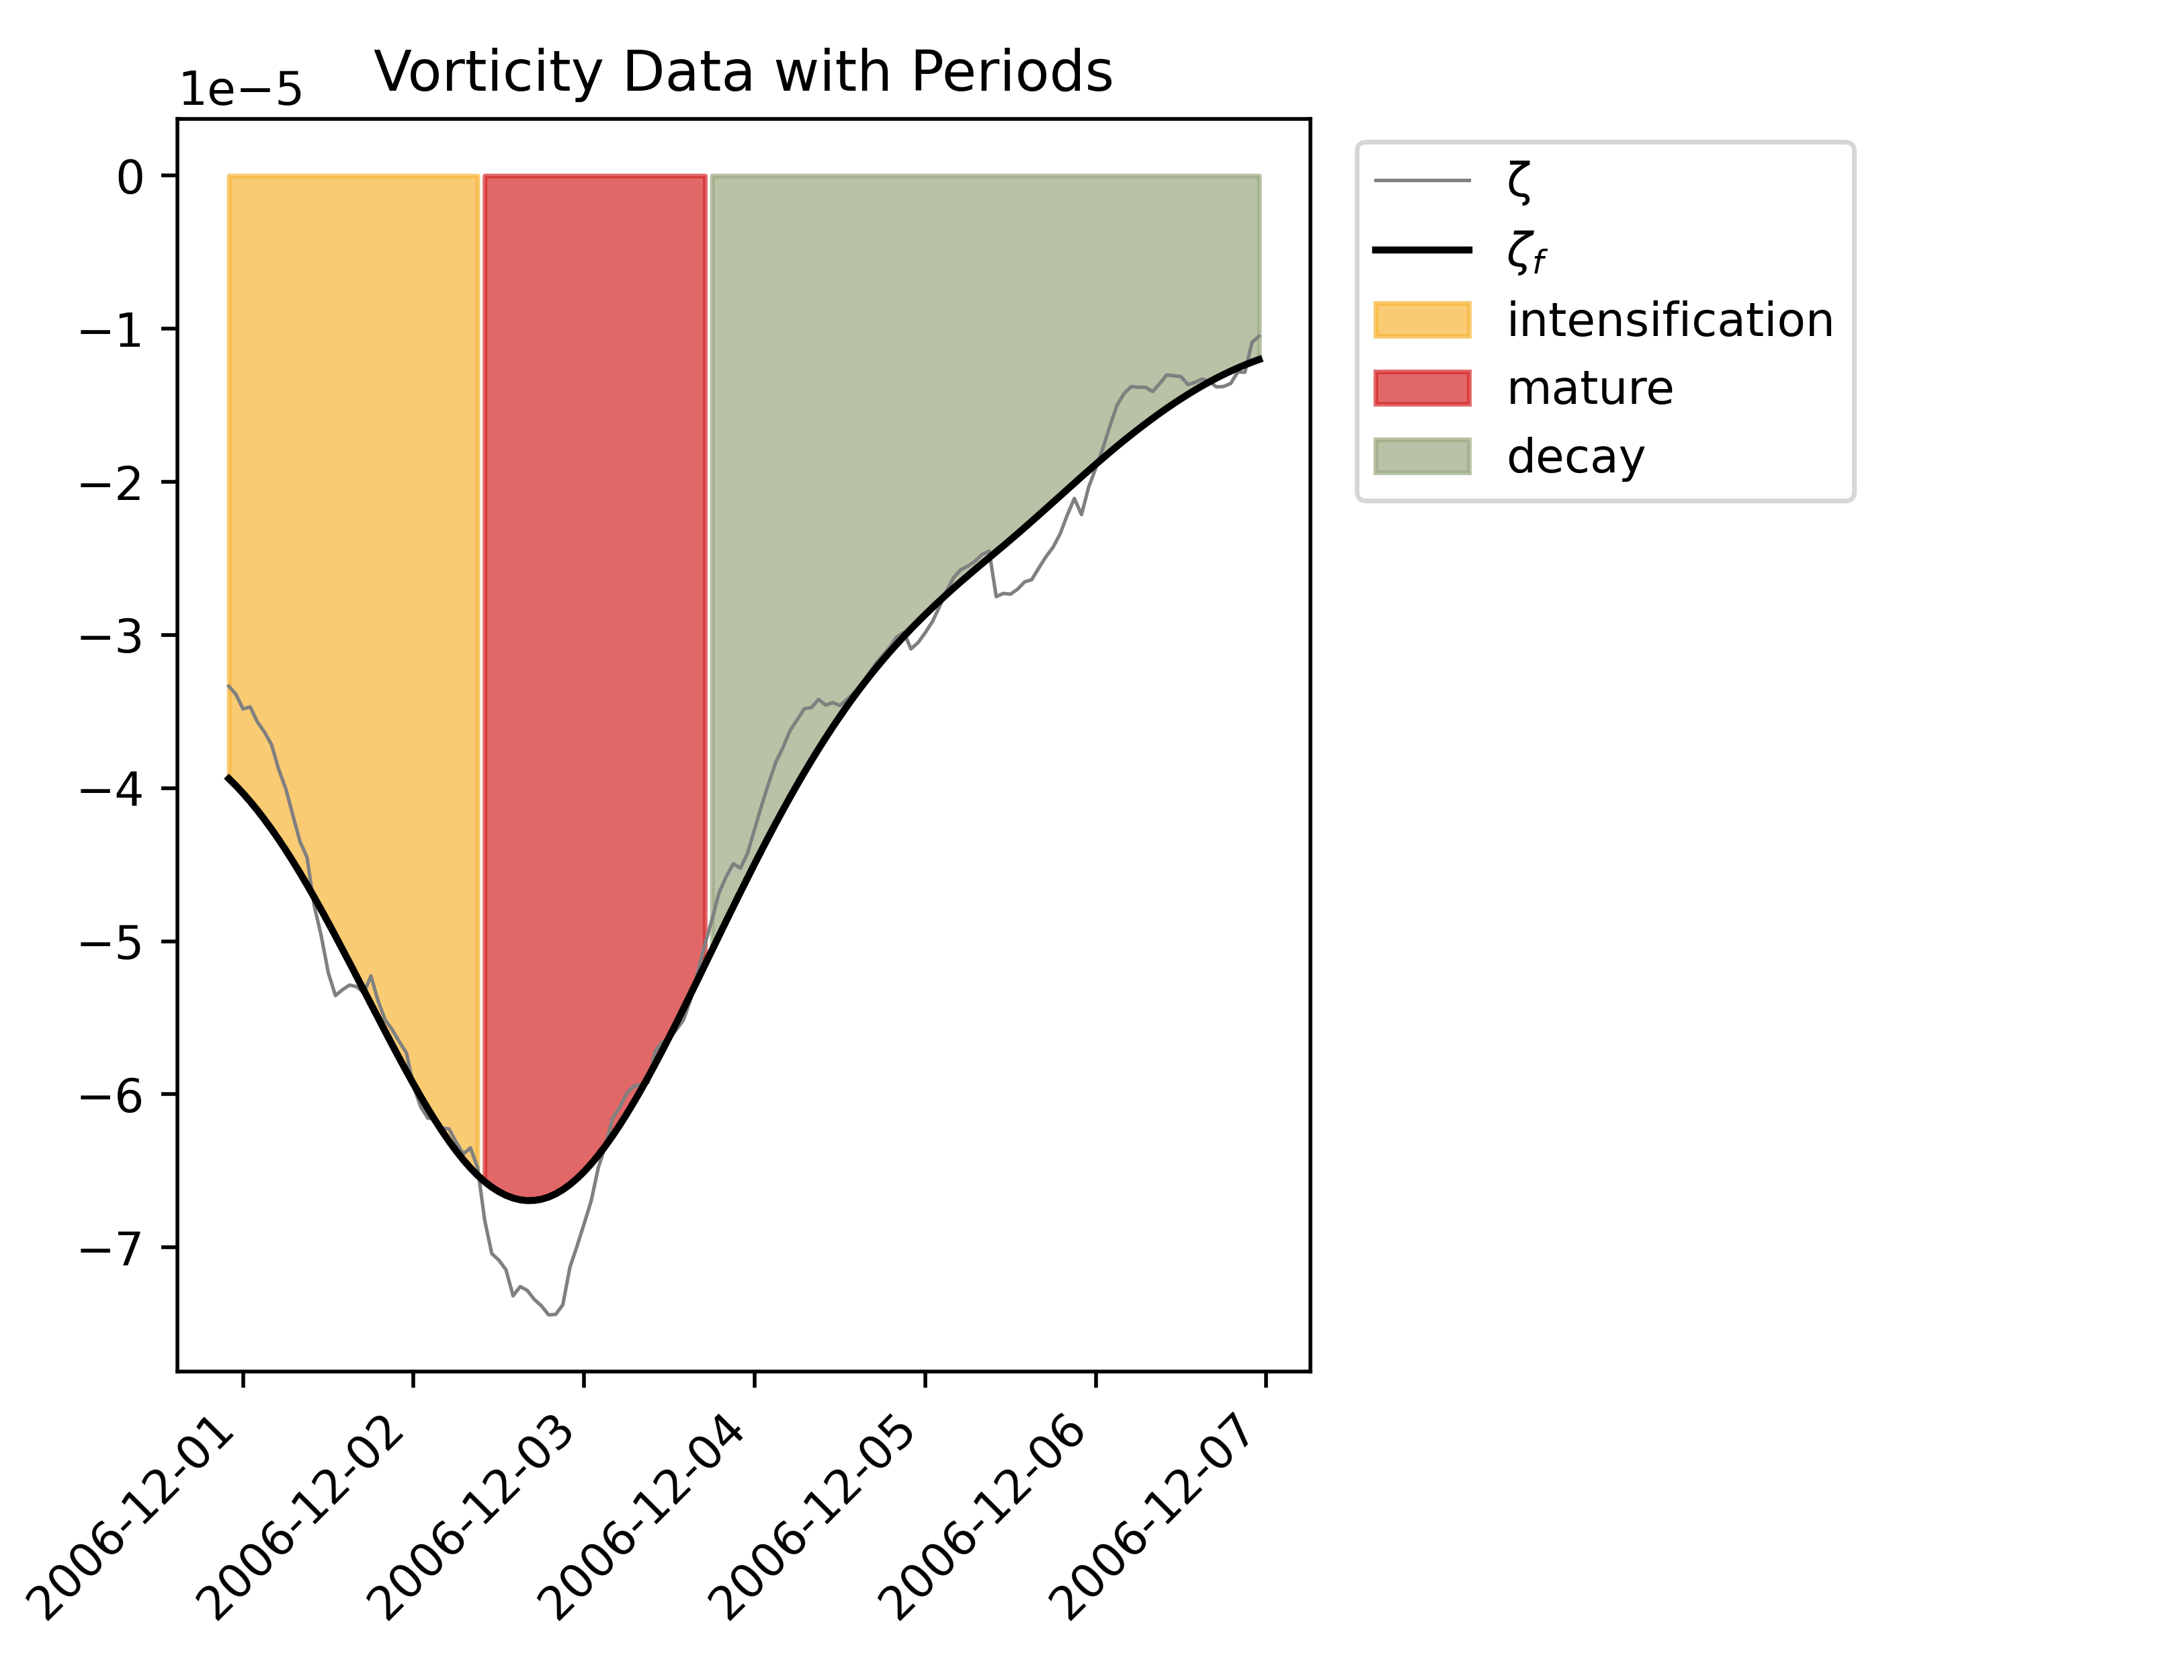 Vorticity Data with Periods
1e−5
0
−1
−2
−3
−4
−5
−6
−7
2006-12-01
2006-12-02
2006-12-03
2006-12-04
2006-12-05
2006-12-06
2006-12-07
ζ
ζf
intensification
mature
decay